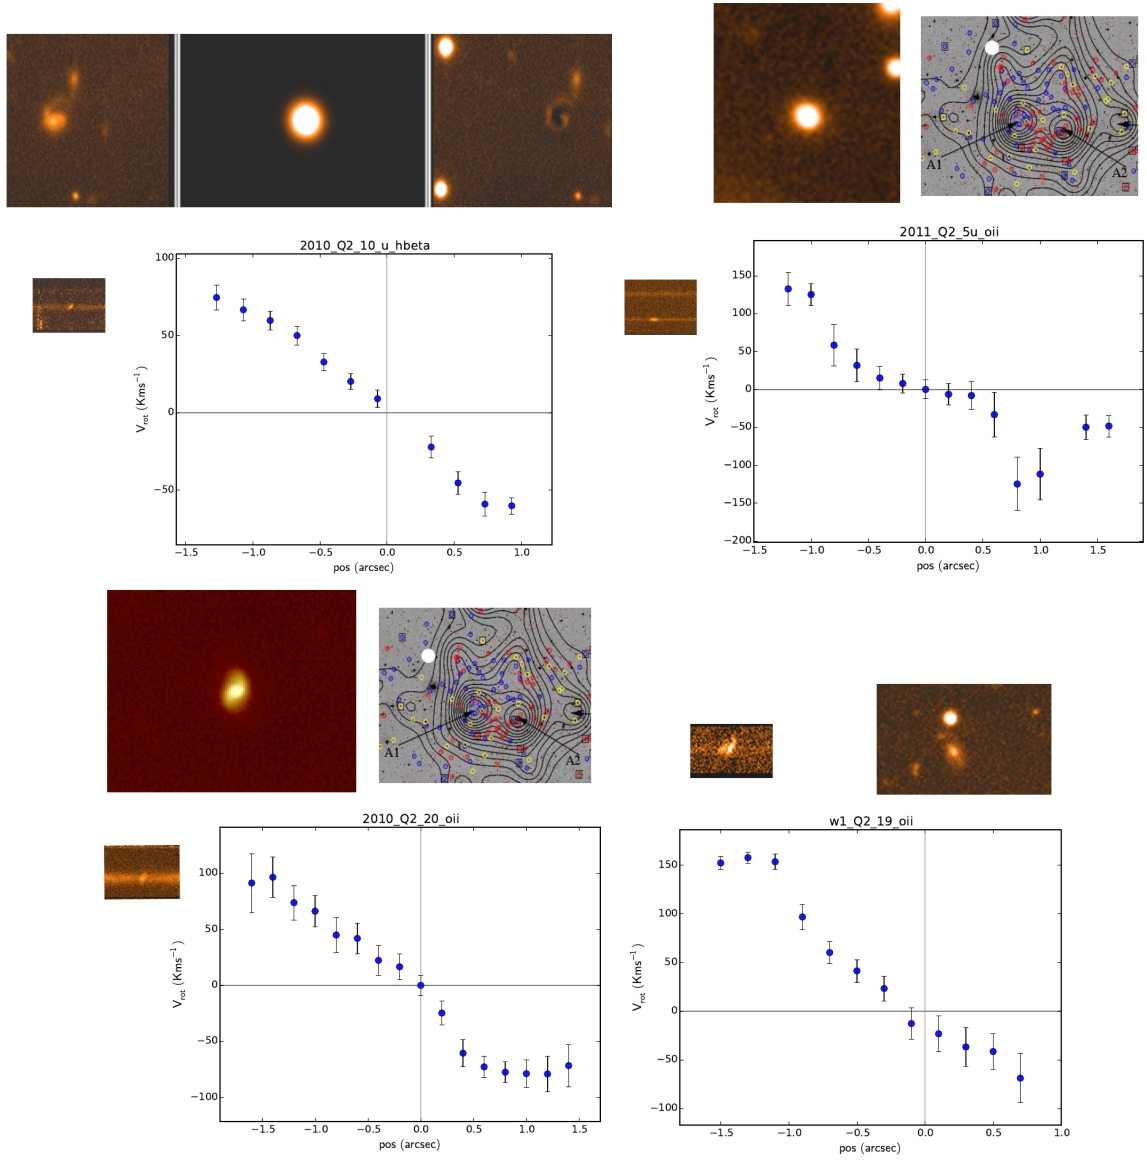 A1
A2
2010_Q2_10_u_hbeta
100
50
0
−50
V_rot (Kms⁻¹)
−1.5 −1.0 −0.5 0.0 0.5 1.0
pos (arcsec)
2011_Q2_5u_oii
150
100
50
0
−50
−100
−150
−200
V_rot (Kms⁻¹)
−1.5 −1.0 −0.5 0.0 0.5 1.0 1.5
pos (arcsec)
A1
A2
2010_Q2_20_oii
100
50
0
−50
−100
V_rot (Kms⁻¹)
−1.5 −1.0 −0.5 0.0 0.5 1.0 1.5
pos (arcsec)
w1_Q2_19_oii
150
100
50
0
−50
−100
V_rot (Kms⁻¹)
−1.5 −1.0 −0.5 0.0 0.5 1.0
pos (arcsec)